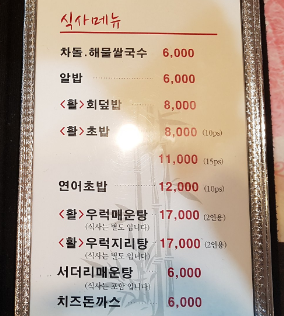 식사메뉴
차돌.해물쌀국수 6,000
알밥 6,000
<활>회덮밥 8,000
<활>초밥 8,000 (10ps)
11,000 (15ps)
연어초밥 12,000 (10ps)
<활>우럭매운탕 17,000 (2인용)
(식사는 별도 입니다)
<활>우럭지리탕 17,000 (2인용)
(식사는 별도 입니다)
서더리매운탕 6,000
(식사는 포함 입니다)
치즈돈까스 6,000